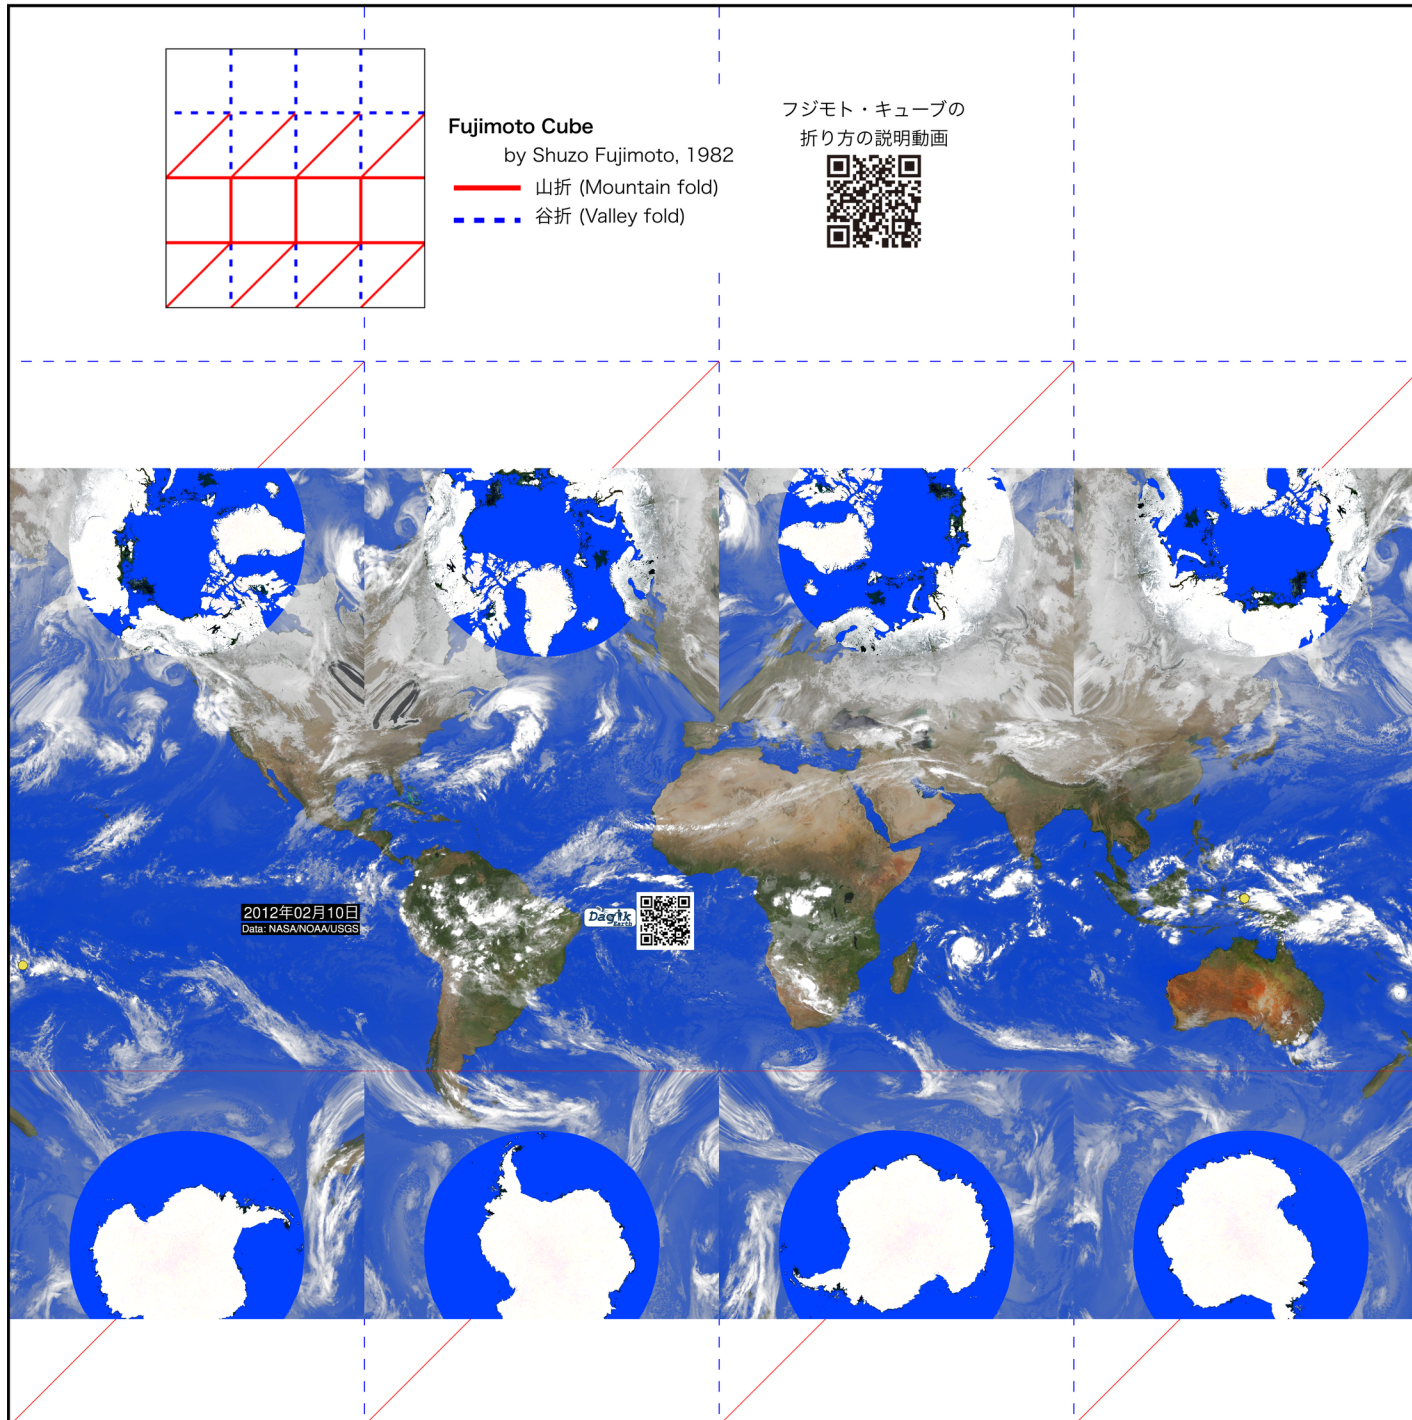 Fujimoto Cube
by Shuzo Fujimoto, 1982
山折 (Mountain fold)
谷折 (Valley fold)
フジモト・キューブの
折り方の説明動画
2012年02月10日
Data: NASA/NOAA/USGS
Dagik
Earth